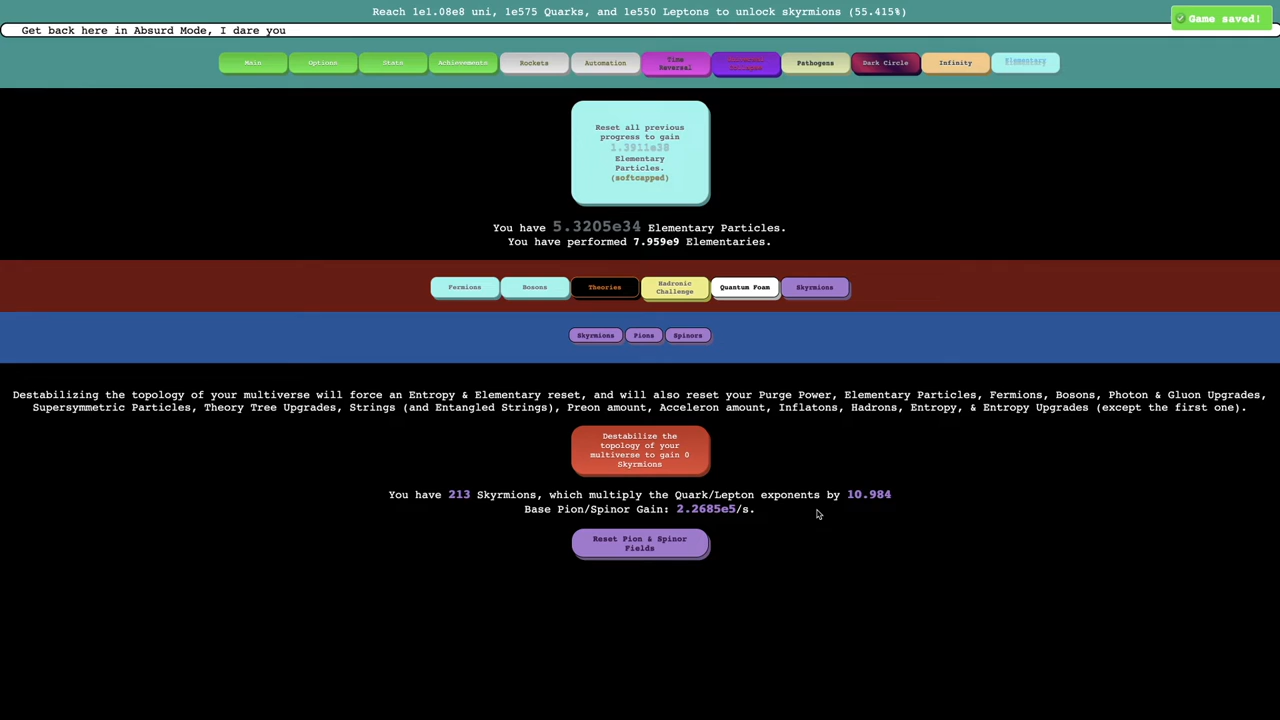 Reach 1e1.08e8 uni, 1e575 Quarks, and 1e550 Leptons to unlock skyrmions (55.415%)
Game saved!
Get back here in Absurd Mode, I dare you
Main
Options
Stats
Achievements
Rockets
Automation
Time
Reversal
Universal
Collapse
Pathogens
Dark Circle
Infinity
Elementary
Reset all previous
progress to gain
1.3911e38
Elementary
Particles.
(softcapped)
You have 5.3205e34 Elementary Particles.
You have performed 7.959e9 Elementaries.
Fermions
Bosons
Theories
Hadronic
Challenge
Quantum Foam
Skyrmions
Skyrmions
Pions
Spinors
Destabilizing the topology of your multiverse will force an Entropy & Elementary reset, and will also reset your Purge Power, Elementary Particles, Fermions, Bosons, Photon & Gluon Upgrades,
Supersymmetric Particles, Theory Tree Upgrades, Strings (and Entangled Strings), Preon amount, Acceleron amount, Inflatons, Hadrons, Entropy, & Entropy Upgrades (except the first one).
Destabilize the
topology of your
multiverse to gain 0
Skyrmions
You have 213 Skyrmions, which multiply the Quark/Lepton exponents by 10.984
Base Pion/Spinor Gain: 2.2685e5/s.
Reset Pion & Spinor
Fields